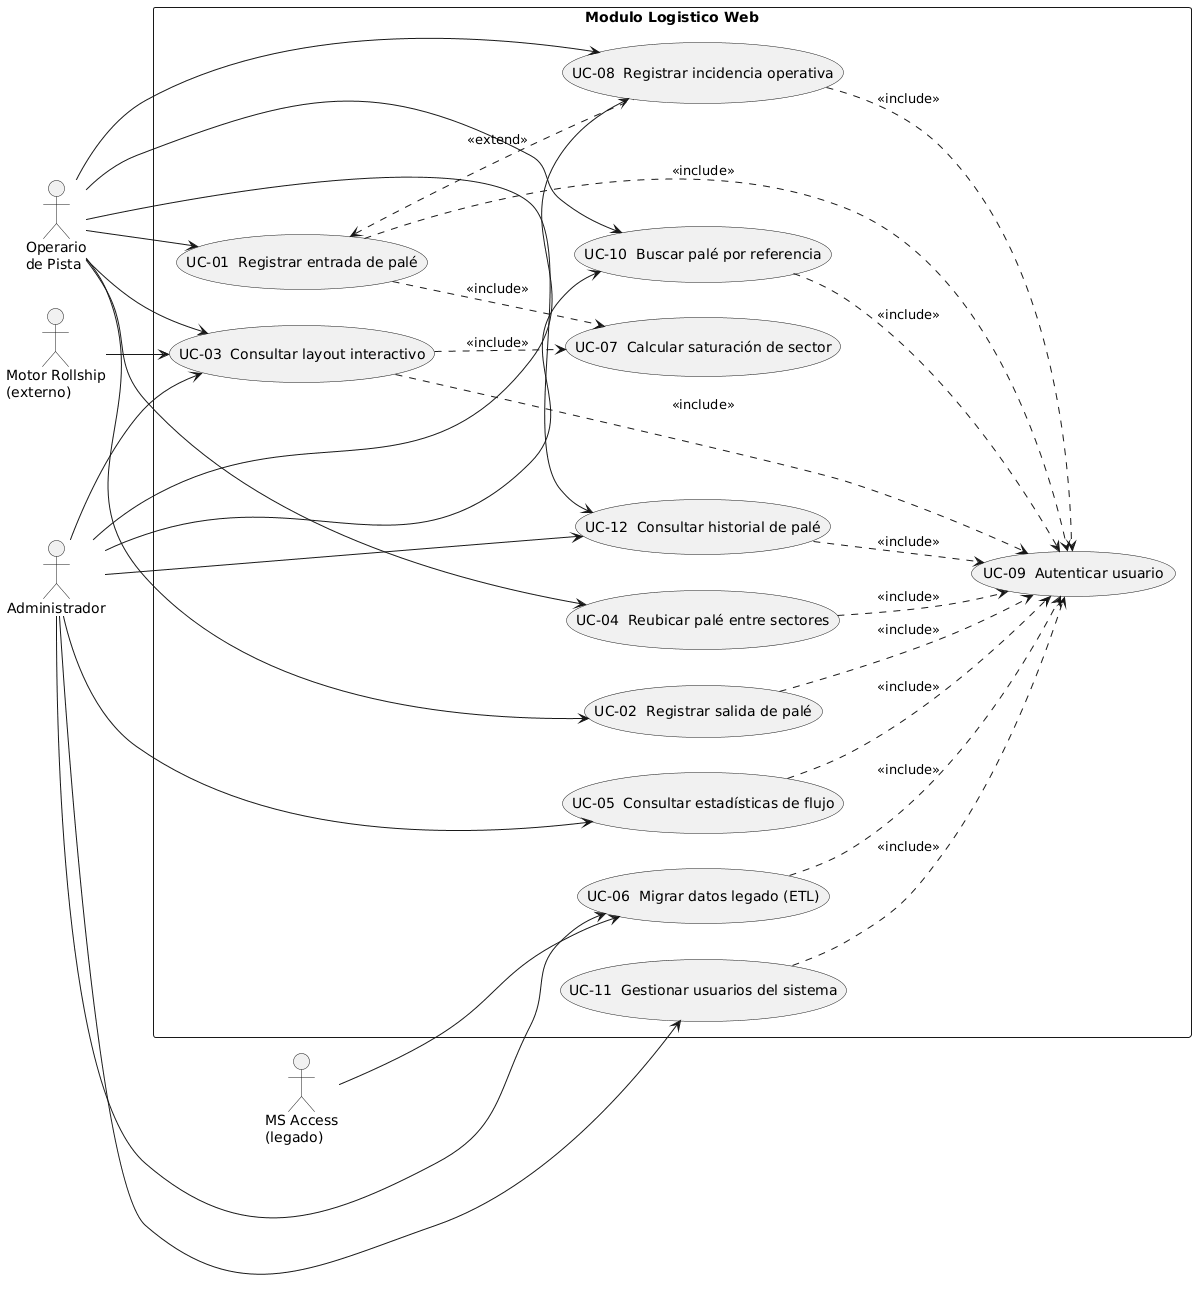 Modulo Logistico Web
UC-08 Registrar incidencia operativa
«include»
«extend»
«include»
Operario
de Pista
UC-01 Registrar entrada de palé
UC-10 Buscar palé por referencia
«include»
«include»
Motor Rollship
(externo)
UC-03 Consultar layout interactivo
«include»
UC-07 Calcular saturación de sector
«include»
UC-12 Consultar historial de palé
«include»
UC-09 Autenticar usuario
Administrador
«include»
UC-04 Reubicar palé entre sectores
«include»
UC-02 Registrar salida de palé
«include»
UC-05 Consultar estadísticas de flujo
«include»
UC-06 Migrar datos legado (ETL)
«include»
UC-11 Gestionar usuarios del sistema
MS Access
(legado)